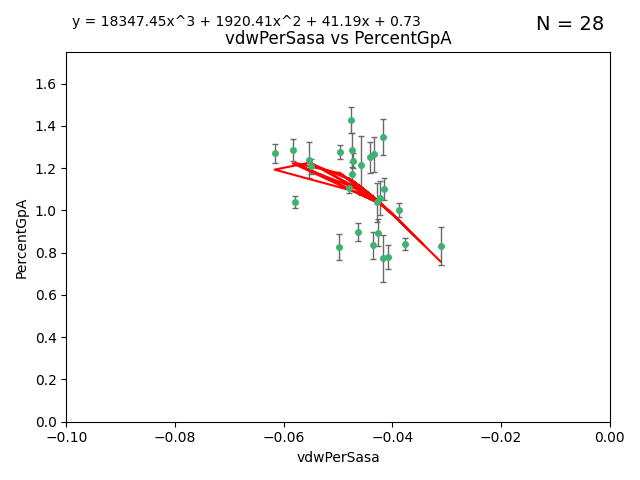 y = 18347.45x^3 + 1920.41x^2 + 41.19x + 0.73
N = 28
vdwPerSasa vs PercentGpA
PercentGpA
1.6
1.4
1.2
1.0
0.8
0.6
0.4
0.2
0.0
−0.10 −0.08 −0.06 −0.04 −0.02 0.00
vdwPerSasa